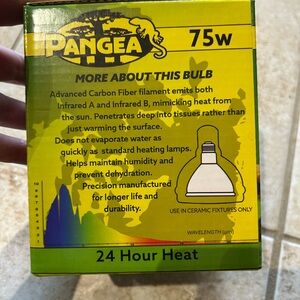 PANGEA
75w
MORE ABOUT THIS BULB
Advanced Carbon Fiber filament emits both
Infrared A and Infrared B, mimicking heat from
the sun. Penetrates deep into tissues rather than
just warming the surface.
Does not evaporate water as
quickly as standard heating lamps.
Helps maintain humidity and
prevent dehydration.
Precision manufactured
for longer life and
durability.
USE IN CERAMIC FIXTURES ONLY
WAVELENGTH (μm)
24 Hour Heat